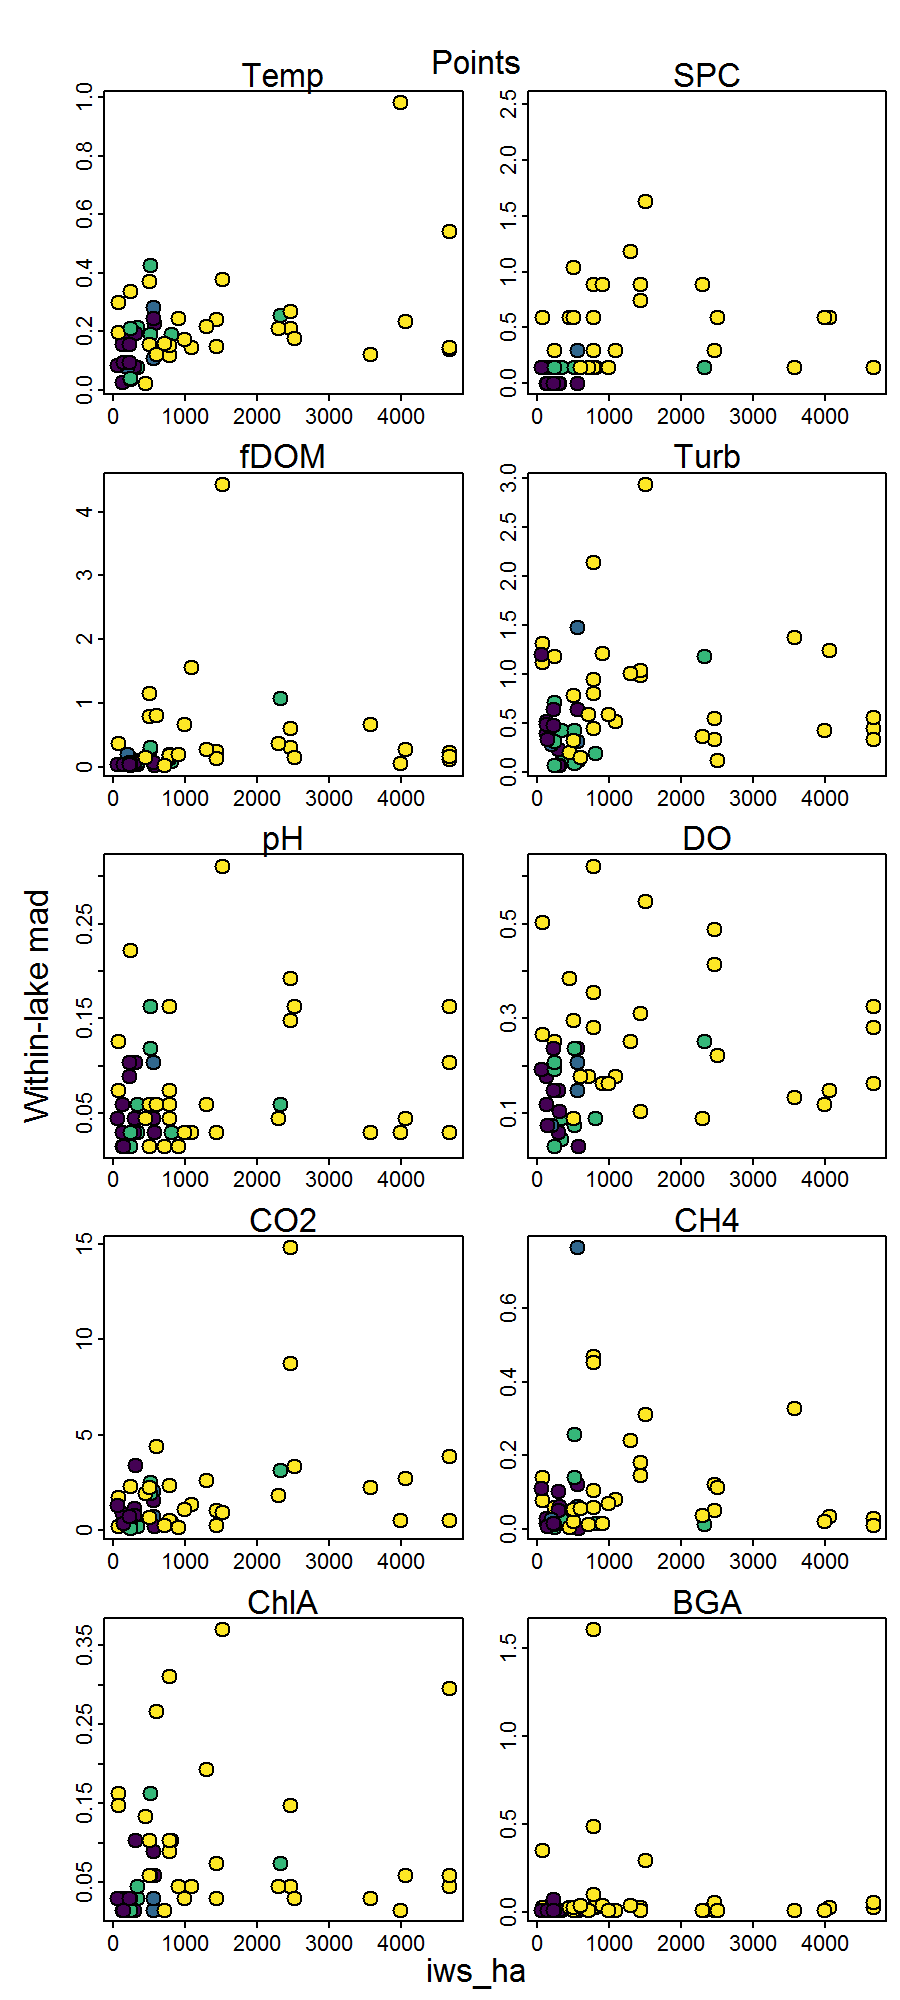 Points
Temp
SPC
0.0 0.2 0.4 0.6 0.8 1.0
0.0 0.5 1.0 1.5 2.0 2.5
0 1000 2000 3000 4000
0 1000 2000 3000 4000
fDOM
Turb
0 1 2 3 4
0.0 0.5 1.0 1.5 2.0 2.5 3.0
0 1000 2000 3000 4000
0 1000 2000 3000 4000
pH
DO
0.05 0.15 0.25
0.1 0.3 0.5
0 1000 2000 3000 4000
0 1000 2000 3000 4000
Within-lake mad
CO2
CH4
0 5 10 15
0.0 0.2 0.4 0.6
0 1000 2000 3000 4000
0 1000 2000 3000 4000
ChlA
BGA
0.05 0.15 0.25 0.35
0.0 0.5 1.0 1.5
0 1000 2000 3000 4000
0 1000 2000 3000 4000
iws_ha